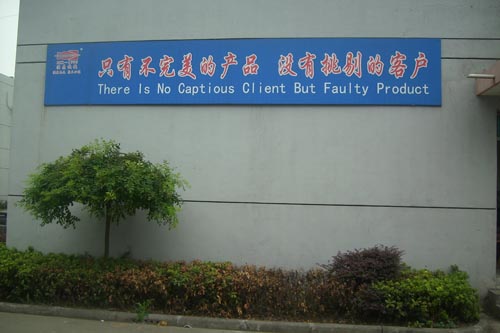 只有不完美的产品 没有挑剔的客户
There Is No Captious Client But Faulty Product